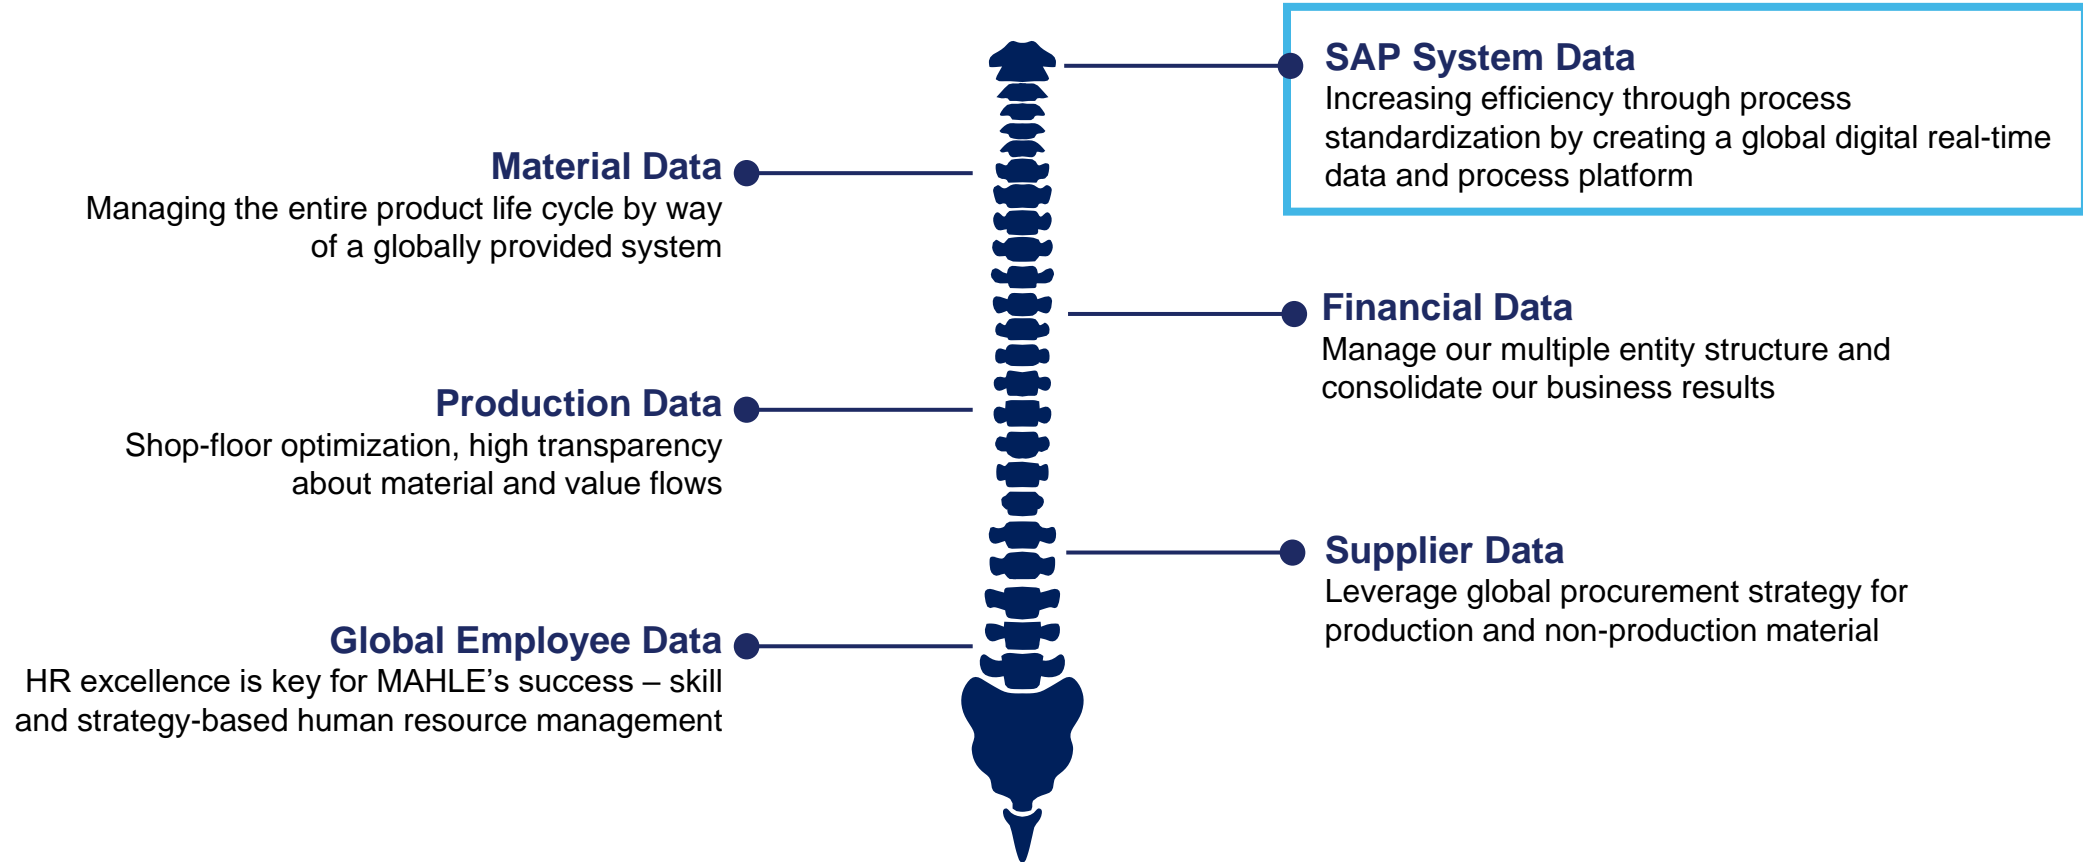 SAP System Data
Increasing efficiency through process
standardization by creating a global digital real-time
data and process platform
Material Data
Managing the entire product life cycle by way
of a globally provided system
Financial Data
Manage our multiple entity structure and
consolidate our business results
Production Data
Shop-floor optimization, high transparency
about material and value flows
Supplier Data
Leverage global procurement strategy for
production and non-production material
Global Employee Data
HR excellence is key for MAHLE’s success – skill
and strategy-based human resource management